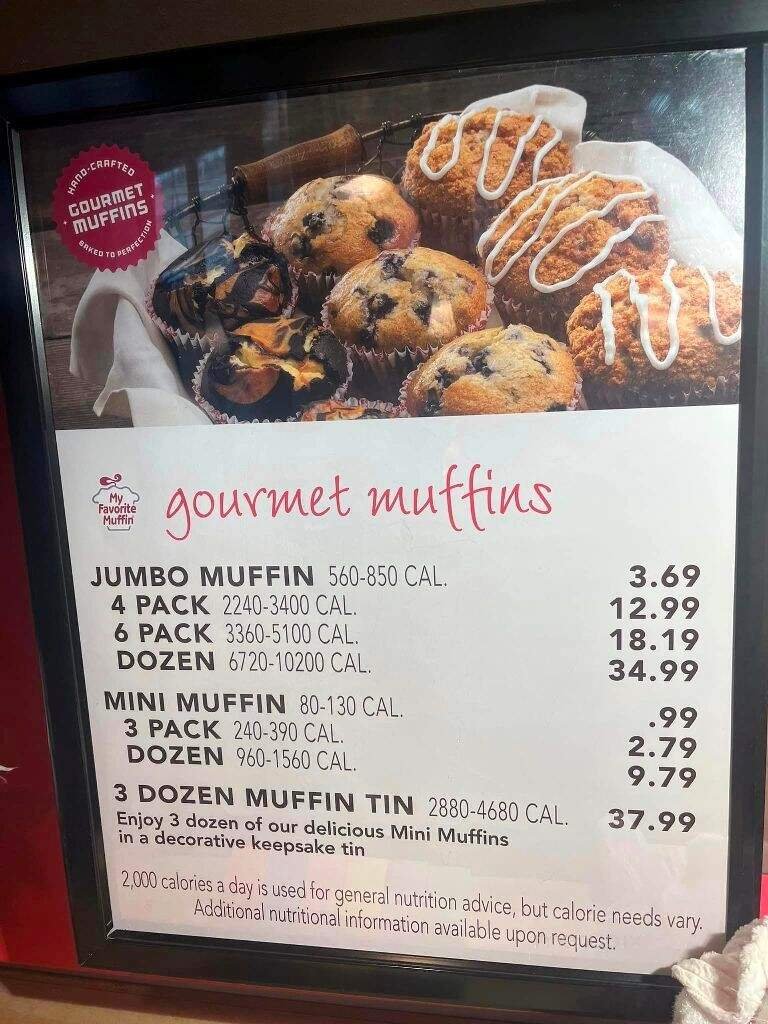 HAND-CRAFTED
GOURMET
MUFFINS
BAKED TO PERFECTION
My
Favorite
Muffin
gourmet muffins
JUMBO MUFFIN 560-850 CAL. 3.69
4 PACK 2240-3400 CAL. 12.99
6 PACK 3360-5100 CAL. 18.19
DOZEN 6720-10200 CAL. 34.99
MINI MUFFIN 80-130 CAL. .99
3 PACK 240-390 CAL. 2.79
DOZEN 960-1560 CAL. 9.79
3 DOZEN MUFFIN TIN 2880-4680 CAL. 37.99
Enjoy 3 dozen of our delicious Mini Muffins
in a decorative keepsake tin
2,000 calories a day is used for general nutrition advice, but calorie needs vary.
Additional nutritional information available upon request.